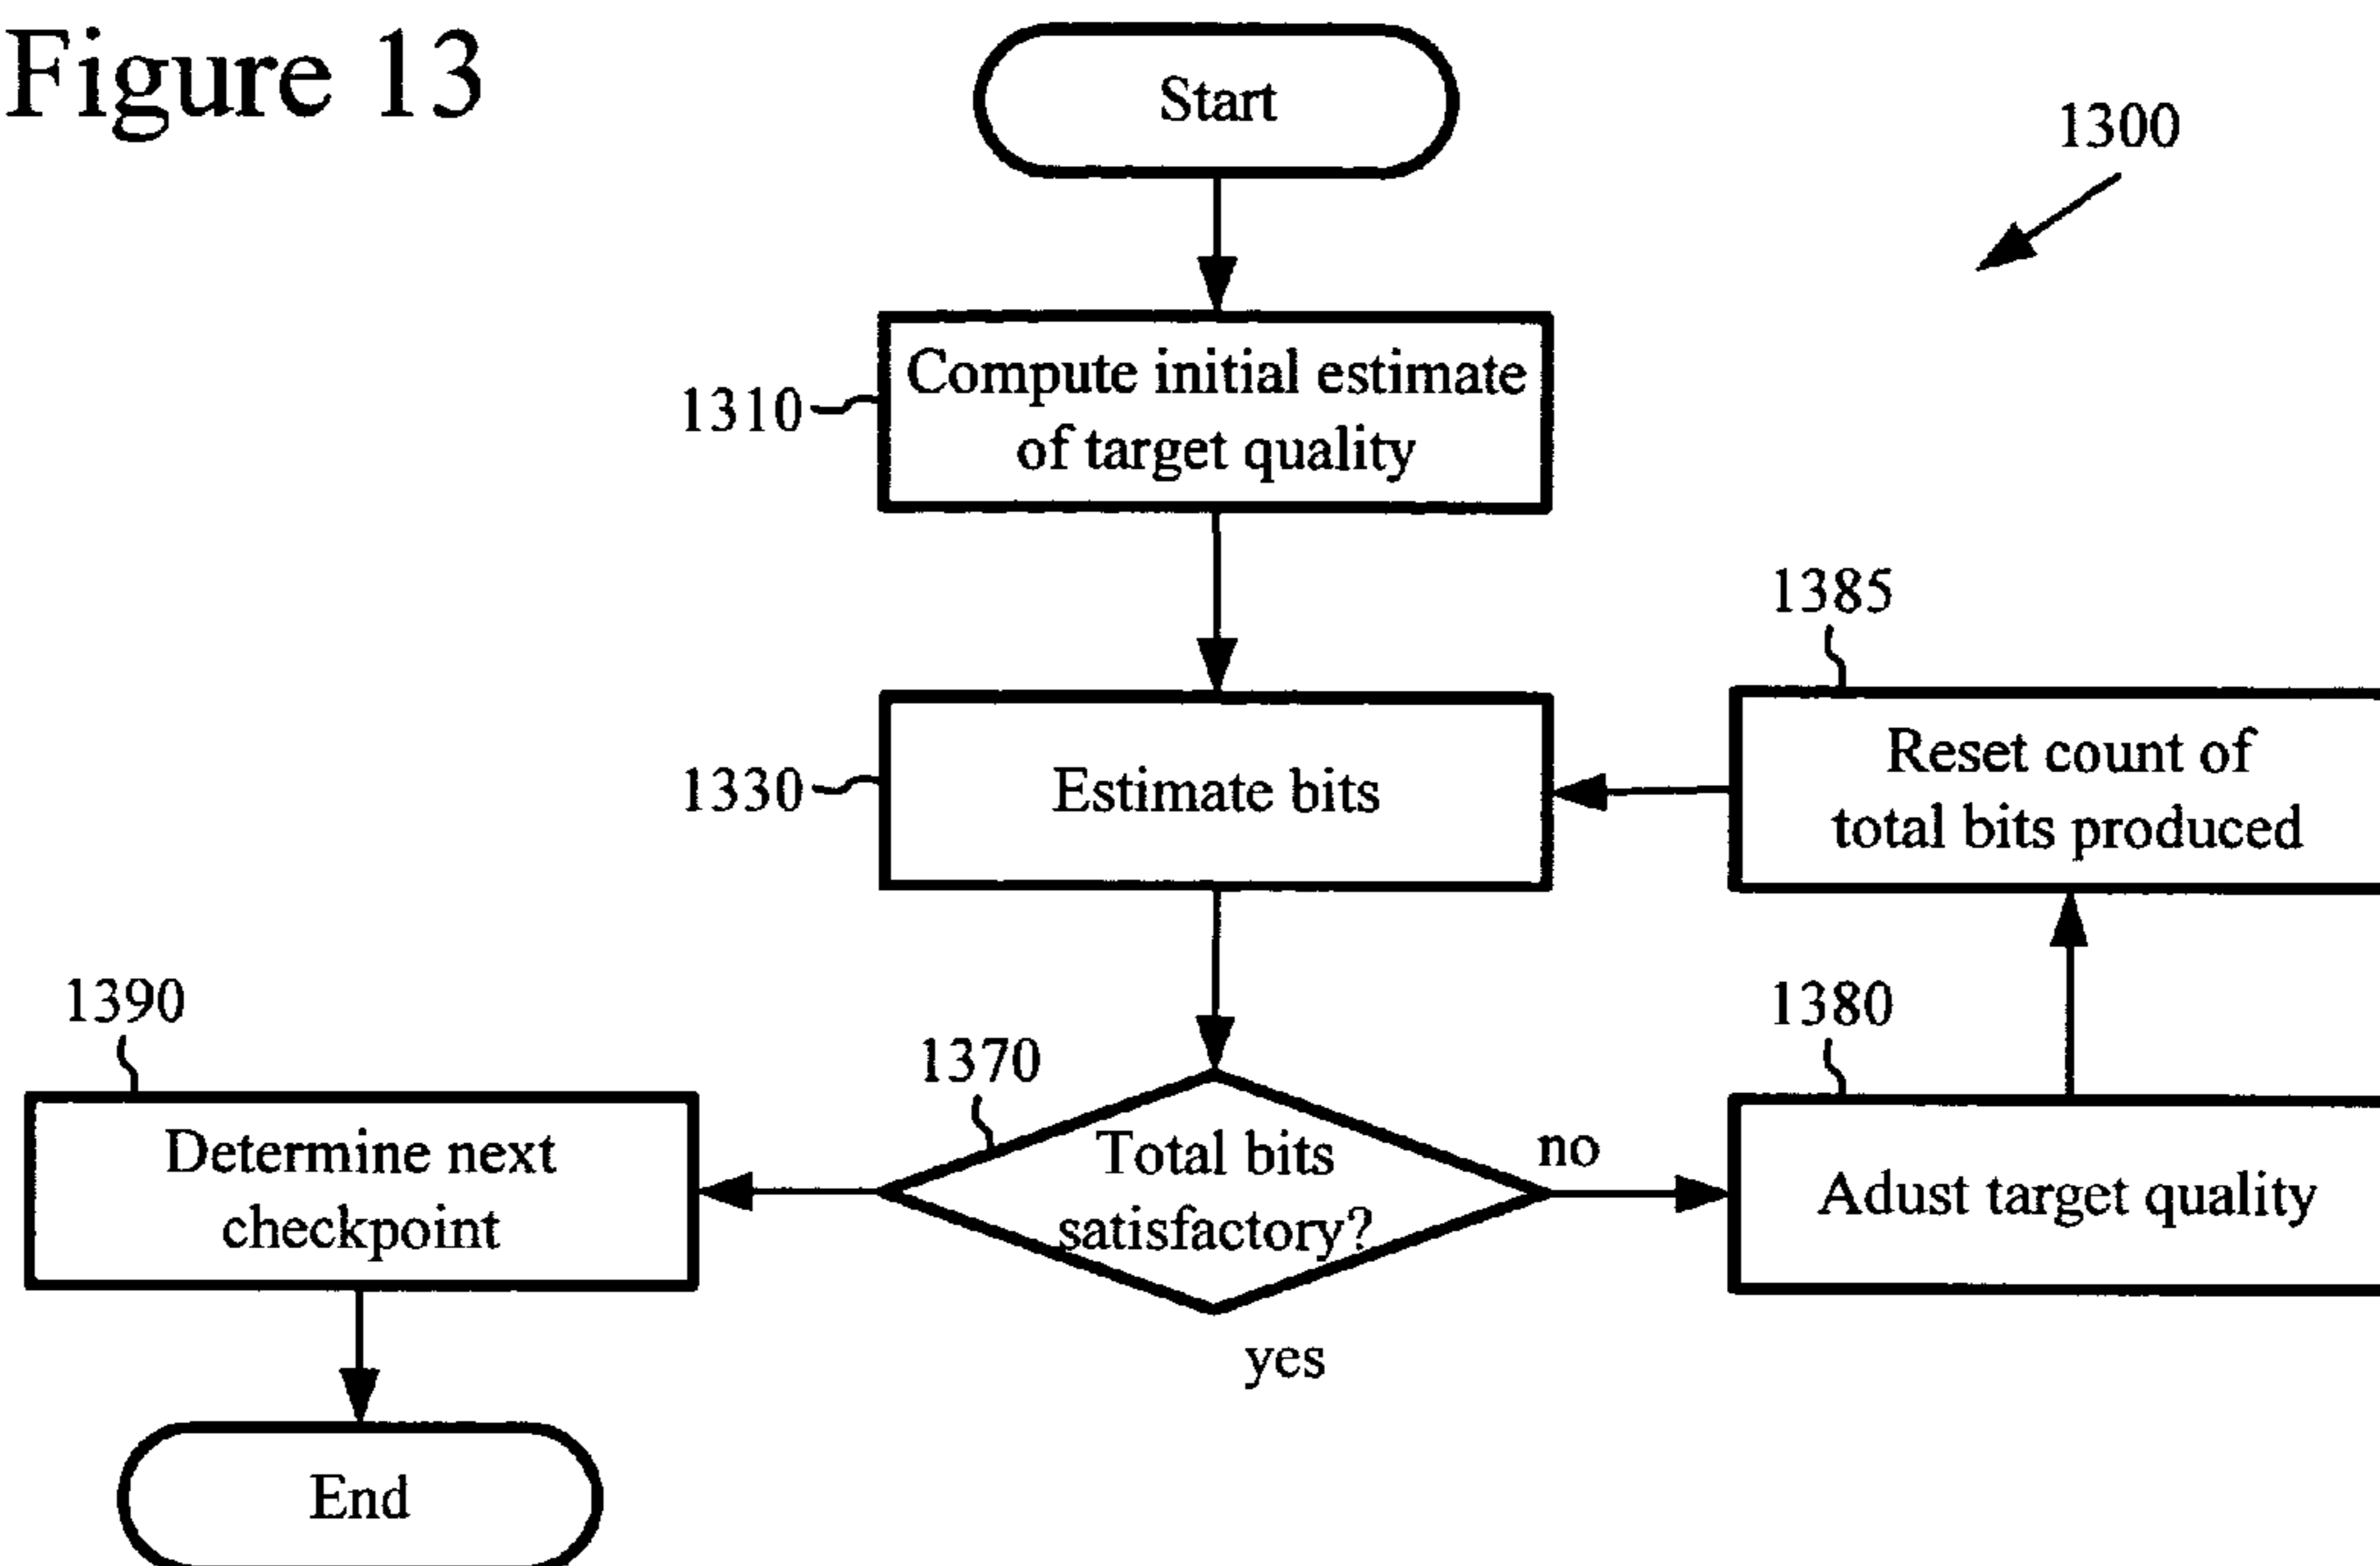 Figure 13
Start
1300
1310
Compute initial estimate
of target quality
1385
1330
Estimate bits
Reset count of
total bits produced
1390
1370
1380
Determine next
checkpoint
Total bits
satisfactory?
no
Adust target quality
yes
End